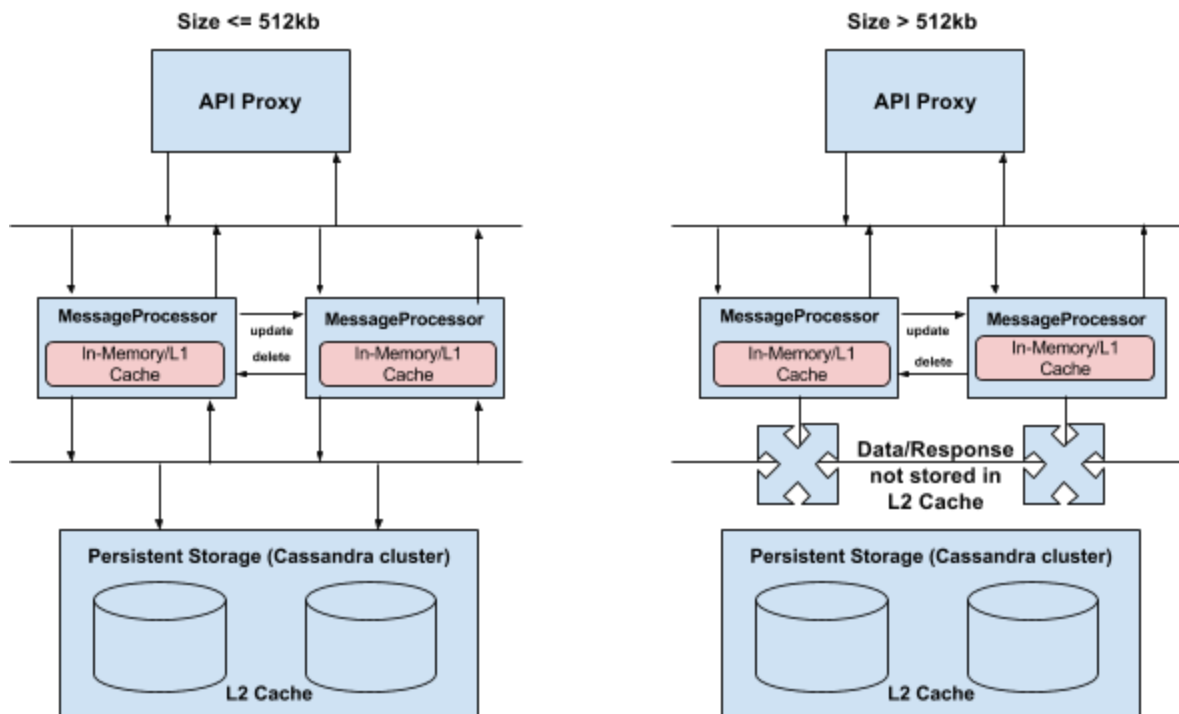 Size <= 512kb
API Proxy
MessageProcessor
In-Memory/L1
Cache
update
delete
MessageProcessor
In-Memory/L1
Cache
Persistent Storage (Cassandra cluster)
L2 Cache
Size > 512kb
API Proxy
MessageProcessor
In-Memory/L1
Cache
update
delete
MessageProcessor
In-Memory/L1
Cache
Data/Response
not stored in
L2 Cache
Persistent Storage (Cassandra cluster)
L2 Cache